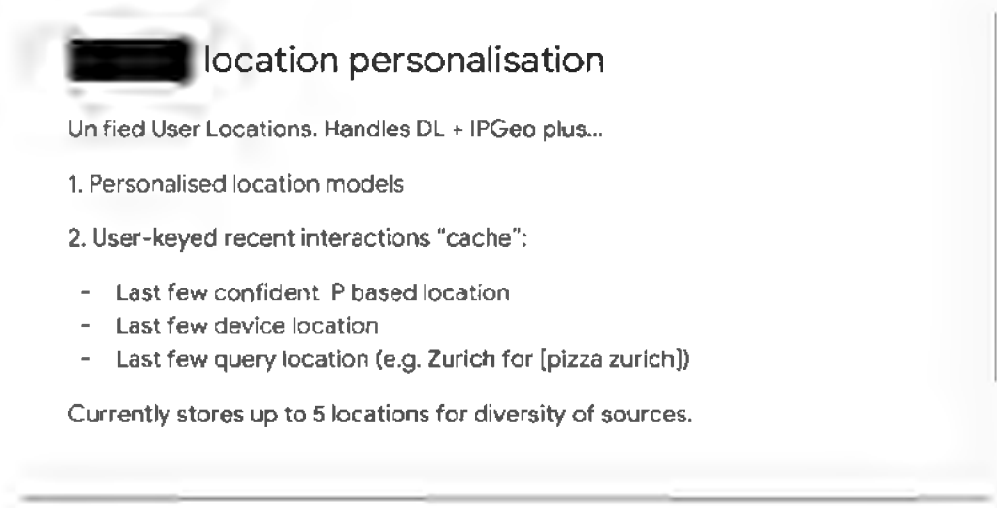 location personalisation
Un fied User Locations. Handles DL + IPGeo plus...
1. Personalised location models
2. User-keyed recent interactions “cache”:
- Last few confident P based location
- Last few device location
- Last few query location (e.g. Zurich for [pizza zurich])
Currently stores up to 5 locations for diversity of sources.